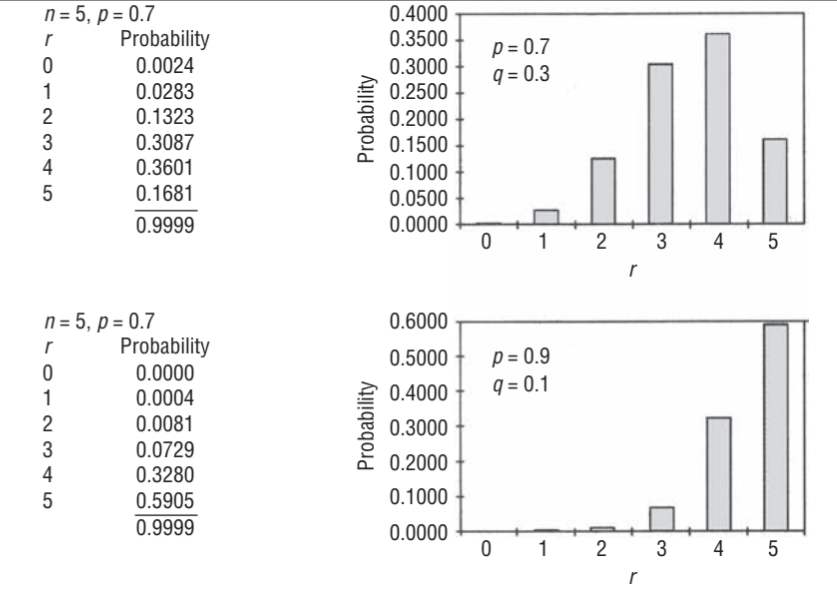 n = 5, p = 0.7
r Probability
0 0.0024
1 0.0283
2 0.1323
3 0.3087
4 0.3601
5 0.1681
0.9999
Probability
0.4000
0.3500
0.3000
0.2500
0.2000
0.1500
0.1000
0.0500
0.0000
p = 0.7
q = 0.3
0 1 2 3 4 5
r
n = 5, p = 0.7
r Probability
0 0.0000
1 0.0004
2 0.0081
3 0.0729
4 0.3280
5 0.5905
0.9999
Probability
0.6000
0.5000
0.4000
0.3000
0.2000
0.1000
0.0000
p = 0.9
q = 0.1
0 1 2 3 4 5
r